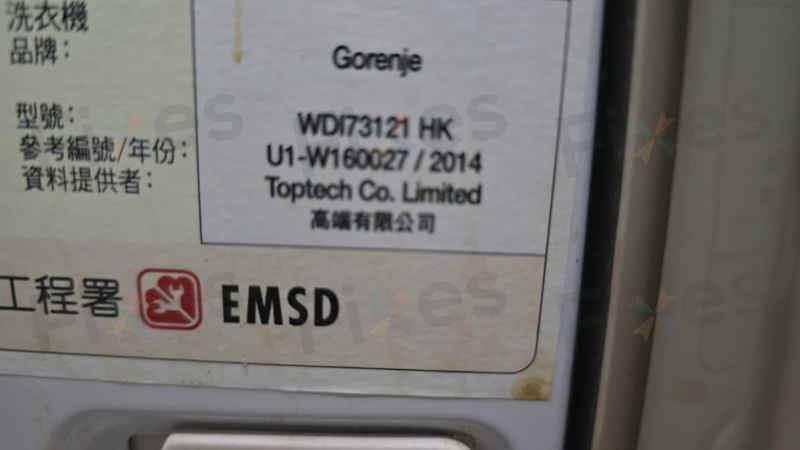 洗衣機
品牌：
Gorenje
型號：
WDI73121 HK
參考編號/年份：
U1-W160027 / 2014
資料提供者：
Toptech Co. Limited
高端有限公司
工程署
EMSD